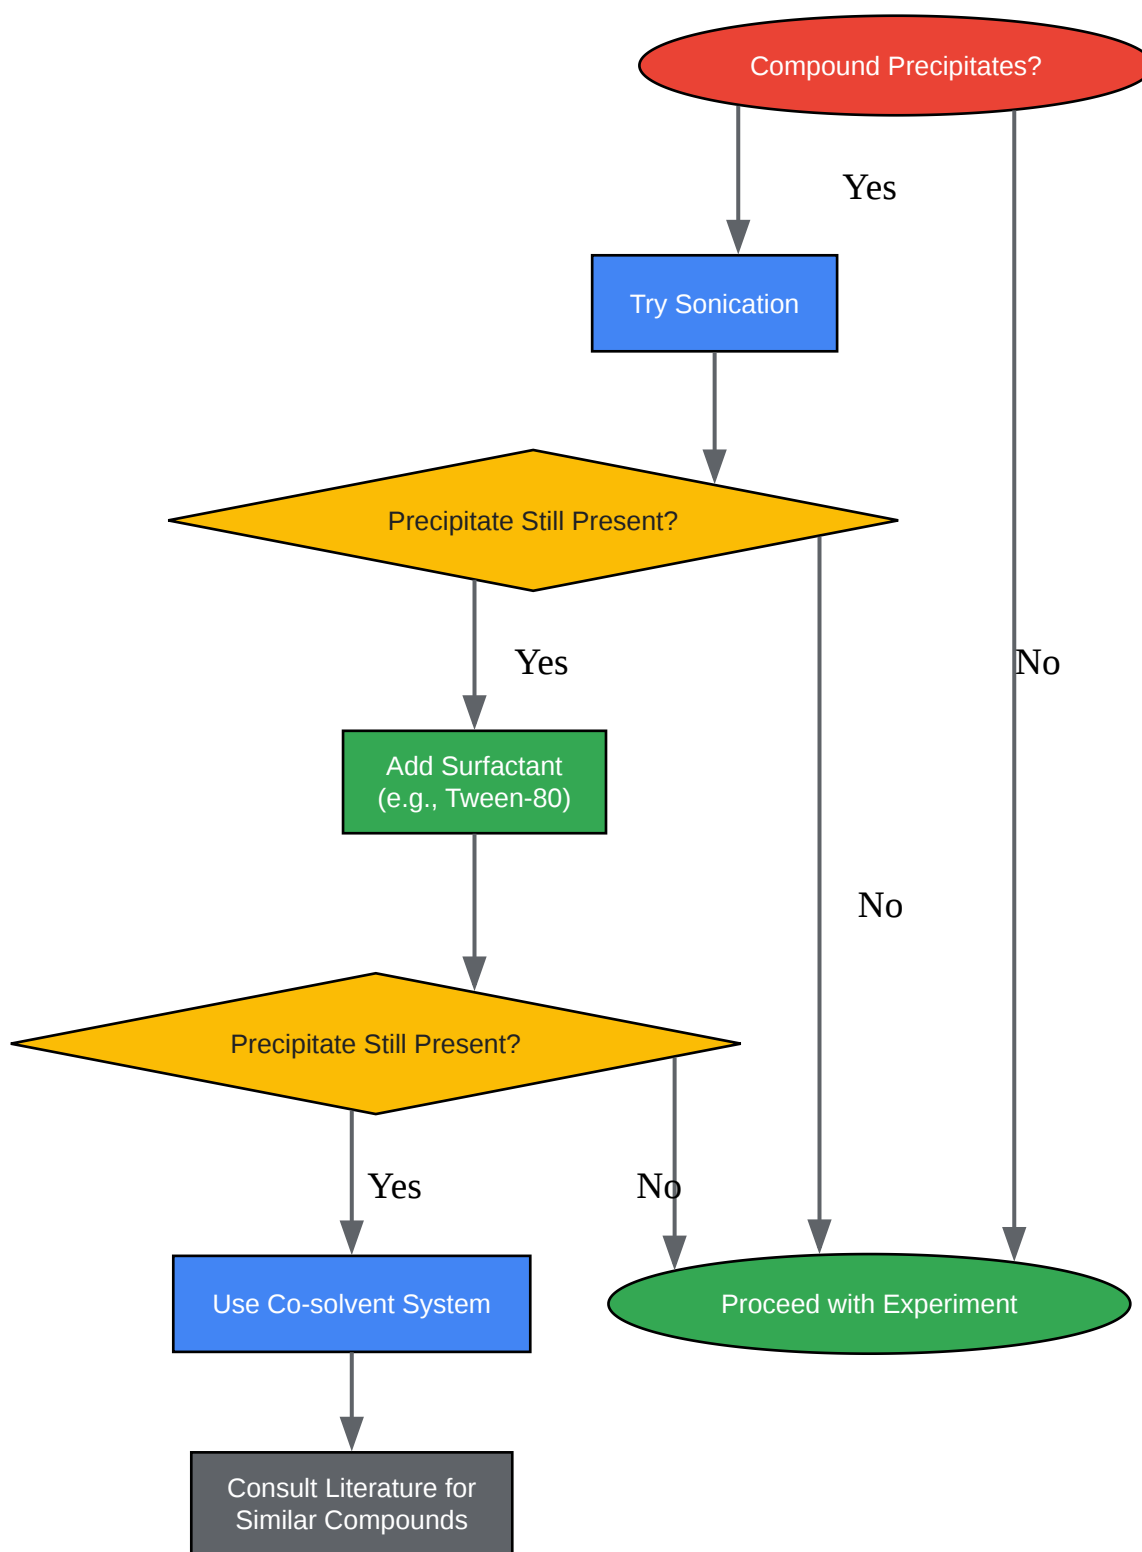 Compound Precipitates?
Yes
Try Sonication
Precipitate Still Present?
Yes
No
Add Surfactant
(e.g., Tween-80)
No
Precipitate Still Present?
Yes
No
Use Co-solvent System
Proceed with Experiment
Consult Literature for
Similar Compounds